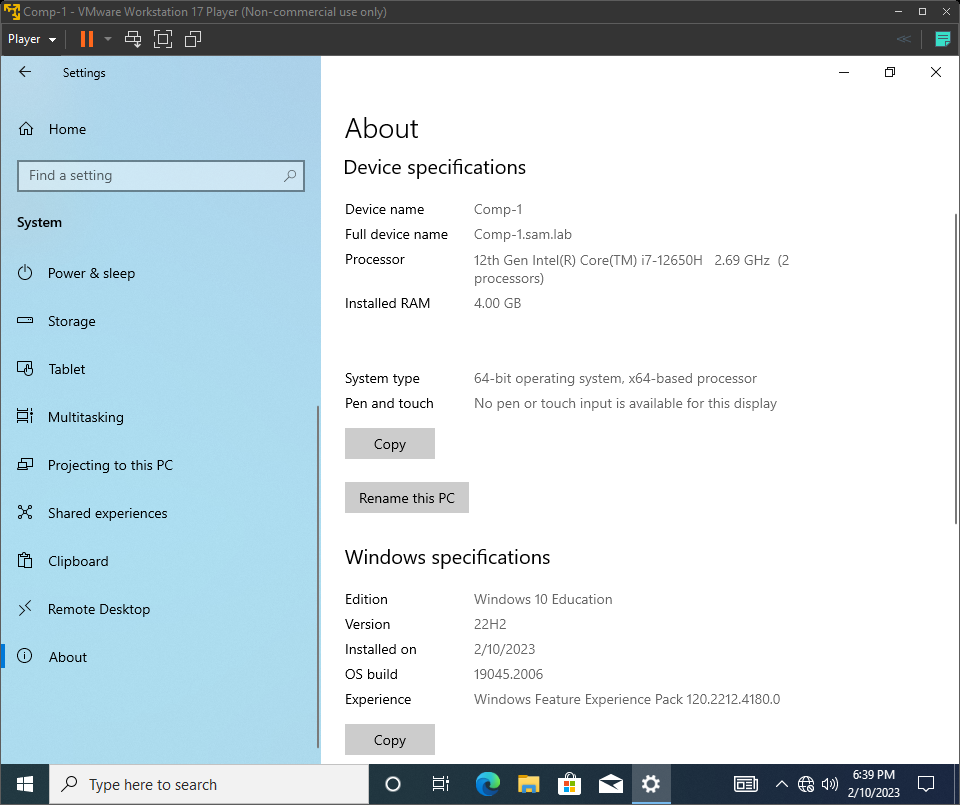 Comp-1 - VMware Workstation 17 Player (Non-commercial use only)
Player
Settings
Home
Find a setting
System
Power & sleep
Storage
Tablet
Multitasking
Projecting to this PC
Shared experiences
Clipboard
Remote Desktop
About
About
Device specifications
Device name Comp-1
Full device name Comp-1.sam.lab
Processor 12th Gen Intel(R) Core(TM) i7-12650H 2.69 GHz (2
processors)
Installed RAM 4.00 GB
System type 64-bit operating system, x64-based processor
Pen and touch No pen or touch input is available for this display
Copy
Rename this PC
Windows specifications
Edition Windows 10 Education
Version 22H2
Installed on 2/10/2023
OS build 19045.2006
Experience Windows Feature Experience Pack 120.2212.4180.0
Copy
Type here to search
6:39 PM
2/10/2023